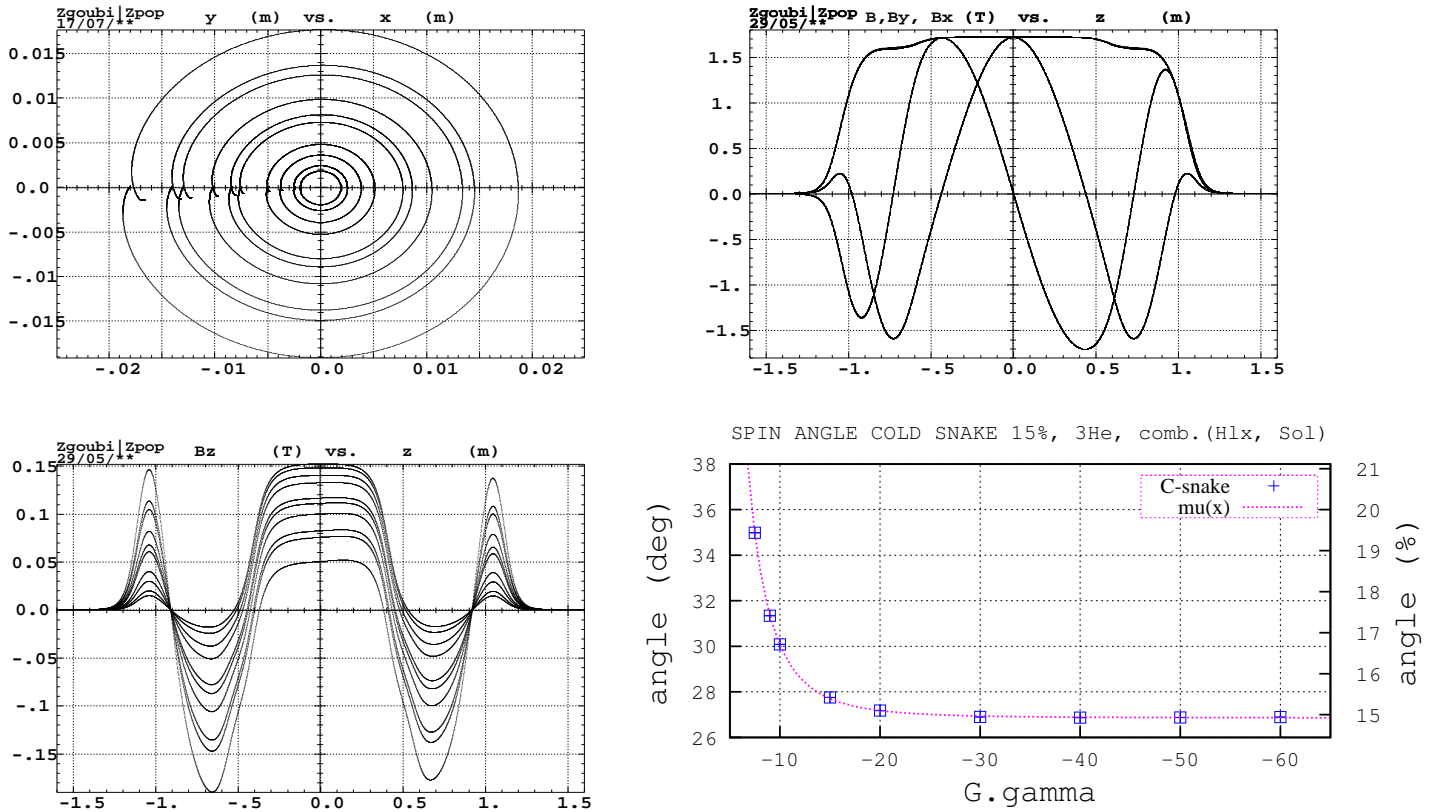 Zgoubi|Zpop
17/07/**
y (m) vs. x (m)
0.015
0.01
0.005
0.0
-0.005
-0.01
-.015
-.02 -.01 0.0 0.01 0.02
Zgoubi|Zpop
29/05/**
B,By, Bx (T) vs. z (m)
1.5
1.
0.5
0.0
-.5
-1.
-1.5
-1.5 -1. -.5 0.0 0.5 1. 1.5
Zgoubi|Zpop
29/05/**
Bz (T) vs. z (m)
0.15
0.1
0.05
0.0
-.05
-.1
-.15
-1.5 -1. -.5 0.0 0.5 1. 1.5
SPIN ANGLE COLD SNAKE 15%, 3He, comb.(Hlx, Sol)
C-snake
mu(x)
angle (deg)
38
36
34
32
30
28
26
21
20
19
18
17
16
15
angle (%)
-10 -20 -30 -40 -50 -60
G.gamma